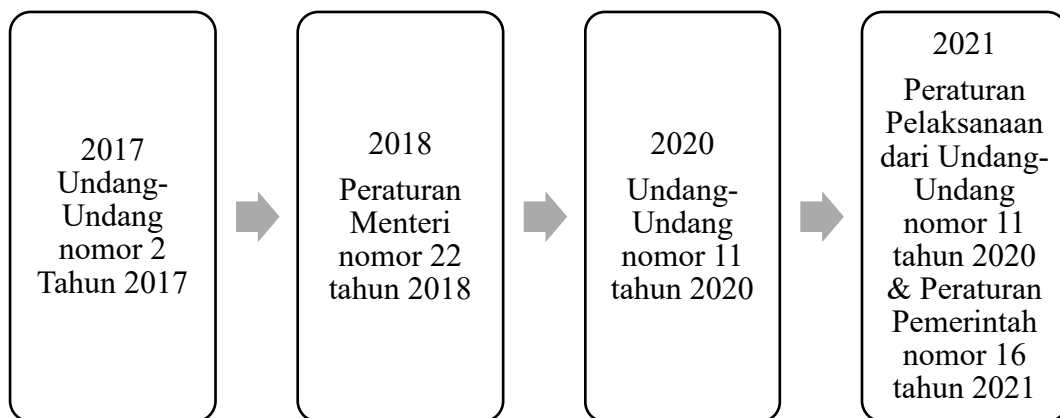 2017
Undang-
Undang
nomor 2
Tahun 2017
2018
Peraturan
Menteri
nomor 22
tahun 2018
2020
Undang-
Undang
nomor 11
tahun 2020
2021
Peraturan
Pelaksanaan
dari Undang-
Undang
nomor 11
tahun 2020
& Peraturan
Pemerintah
nomor 16
tahun 2021